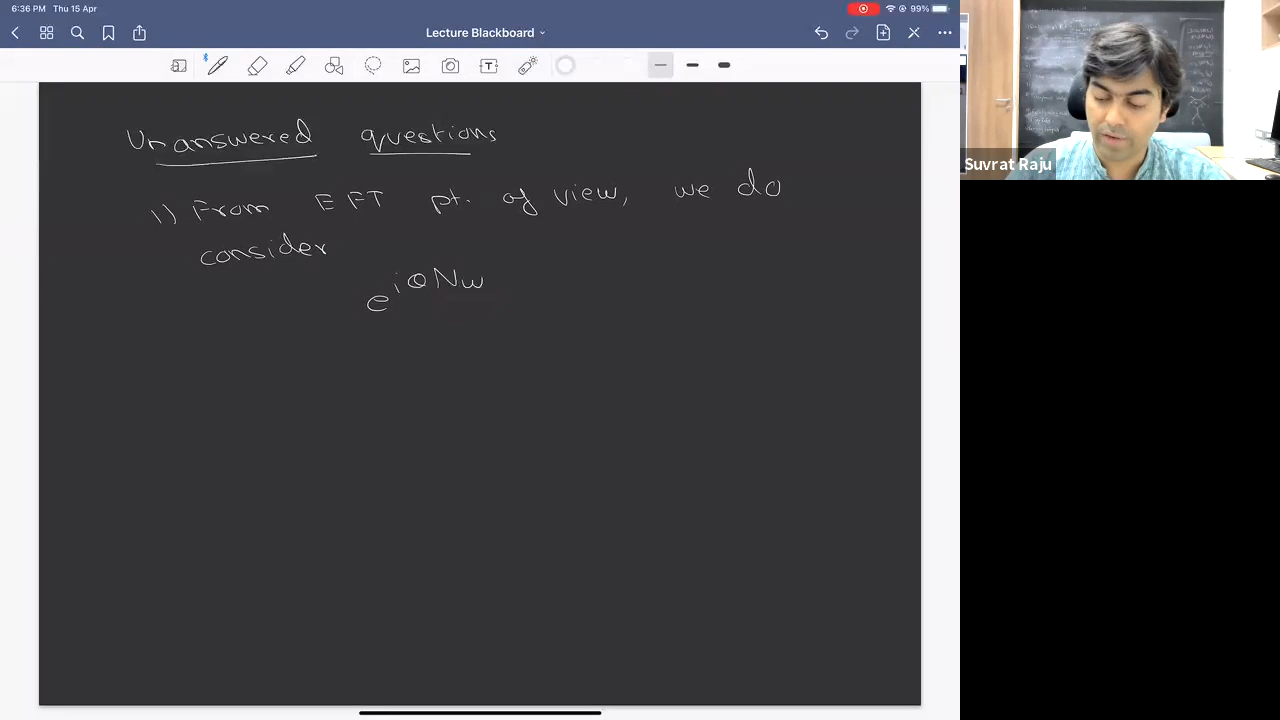 6:36 PM Thu 15 Apr
99%
Lecture Blackboard
T
Unanswered questions
1) From EFT pt. of view, we do
consider
e^{iθN_ω}
Suvrat Raju